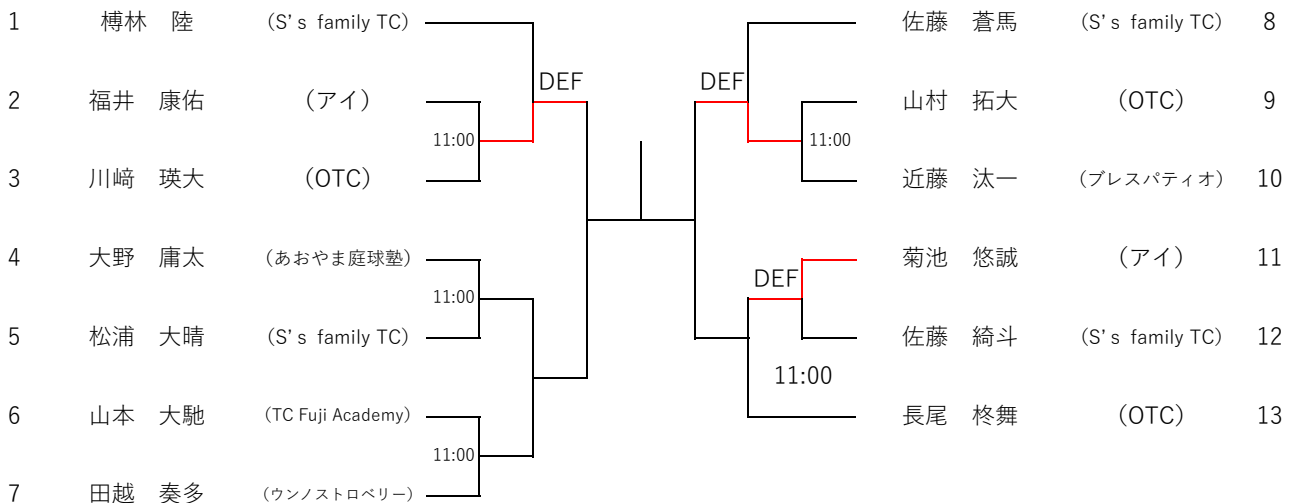 1 榑林 陸 (S's family TC)
DEF
2 福井 康佑 (アイ)
11:00
3 川﨑 瑛大 (OTC)
4 大野 庸太 (あおやま庭球塾)
11:00
5 松浦 大晴 (S's family TC)
6 山本 大馳 (TC Fuji Academy)
11:00
7 田越 奏多 (ウンノストロベリー)
佐藤 蒼馬 (S's family TC) 8
DEF
山村 拓大 (OTC) 9
11:00
近藤 汰一 (ブレスパティオ) 10
菊池 悠誠 (アイ) 11
DEF
佐藤 綺斗 (S's family TC) 12
11:00
長尾 柊舞 (OTC) 13